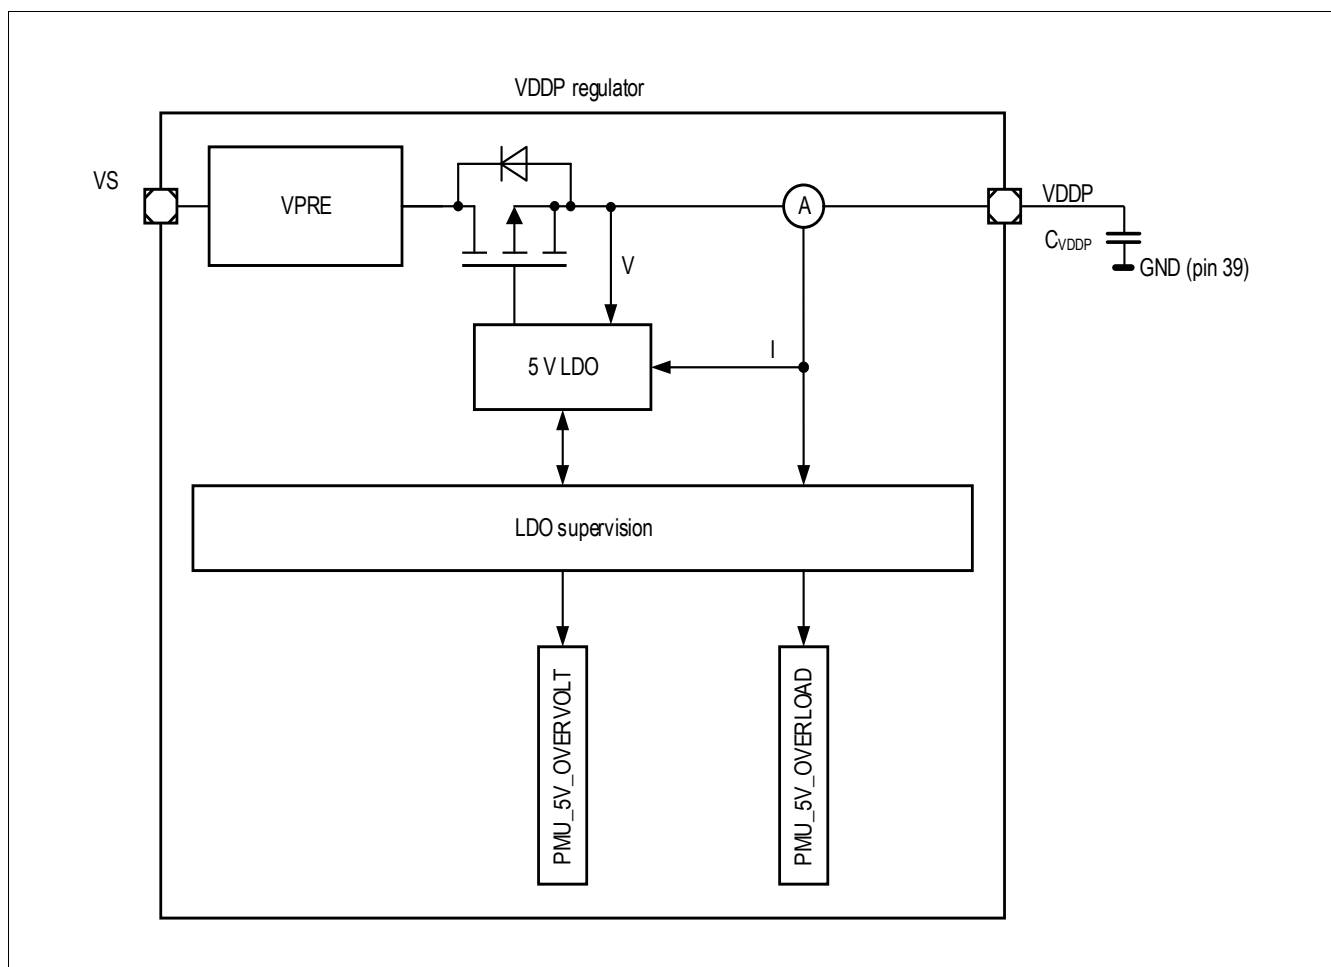 VDDP regulator
VS
VPRE
A
VDDP
CVDDP
GND (pin 39)
V
I
5 V LDO
LDO supervision
PMU_5V_OVERVOLT
PMU_5V_OVERLOAD